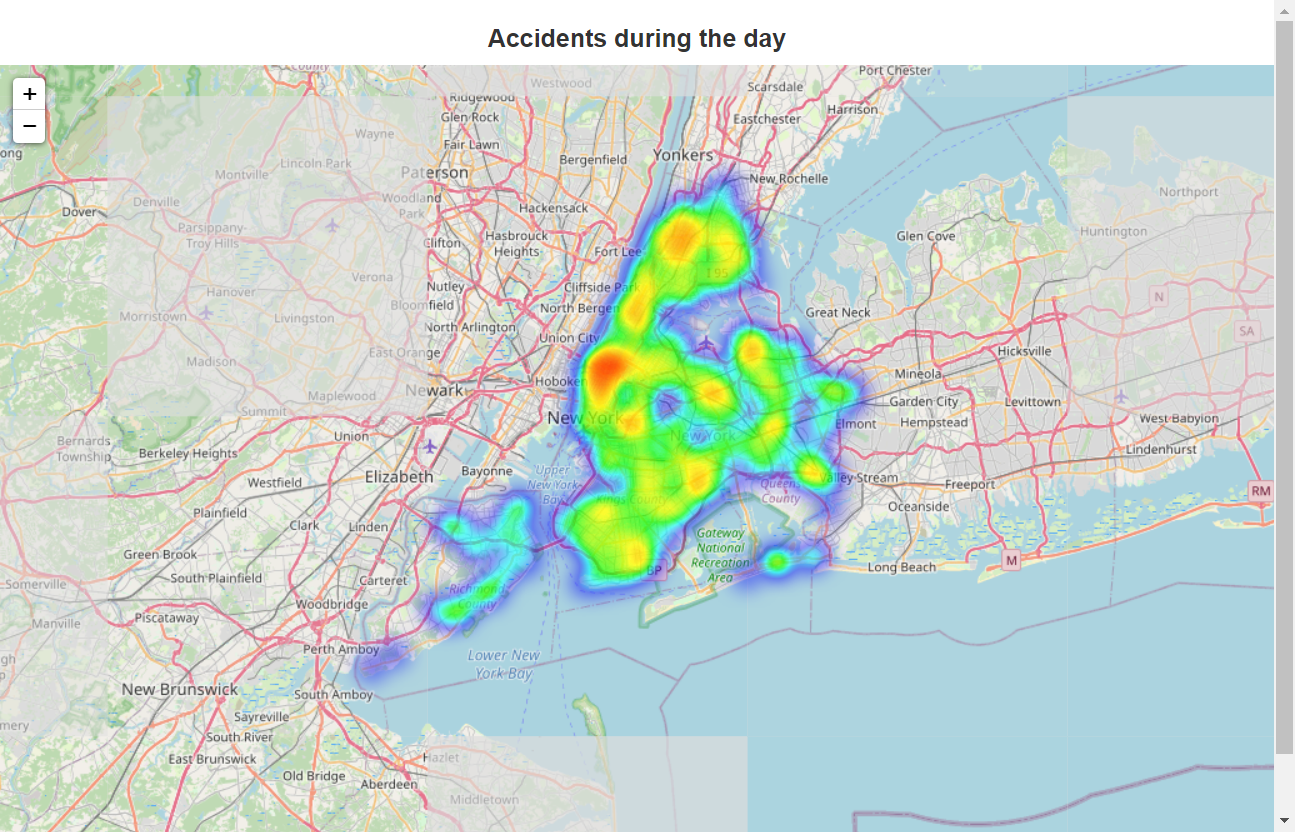 Accidents during the day
+
−
County
Westwood
Port Chester
Scarsdale
Ridgewood
Harrison
Glen Rock
Eastchester
Wayne
Fair Lawn
ong
Lincoln Park
Bergenfield
Yonkers
Paterson
Montville
New Rochelle
Northport
Denville
Woodland
Park
Dover
Hackensack
Parsippany-
Troy Hills
Clifton
Hasbrouck
Heights
Fort Lee
Glen Cove
Huntington
Verona
I 95
Nutley
Cliffside Park
Hanover
Bloomfield
N
Morristown
Livingston
North Bergen
Great Neck
North Arlington
SA
Union City
East Orange
Hicksville
Madison
Mineola
Newark
Hoboken
Maplewood
Garden City
Levittown
Summit
New York
Hempstead
West Babylon
Elmont
Bernards
Township
Union
New York
Berkeley Heights
Lindenhurst
Bayonne
Upper
New York
Bay
Elizabeth
Valley Stream
Westfield
Queens
County
Freeport
RM
Kings County
Plainfield
Oceanside
Clark
Linden
Gateway
National
Recreation
Area
Green Brook
M
Long Beach
BP
South Plainfield
Carteret
Somerville
Richmond
County
Woodbridge
Piscataway
Manville
Perth Amboy
Lower New
York Bay
gh
p
New Brunswick
South Amboy
Sayreville
mery
South River
East Brunswick
Hazlet
Old Bridge
Aberdeen
Middletown